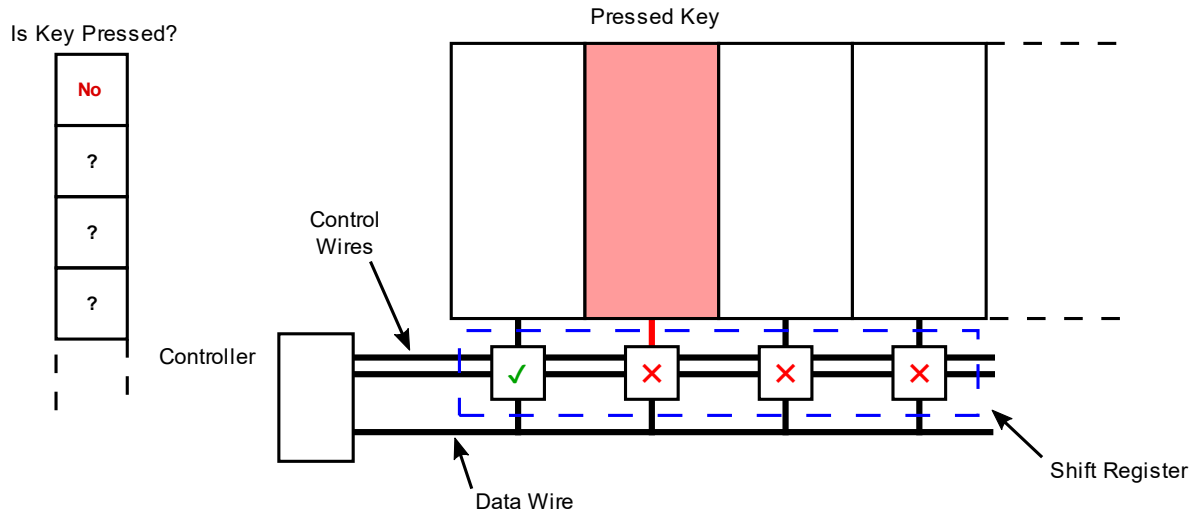 Pressed Key
Is Key Pressed?
No
?
?
?
Control
Wires
Controller
✓
✕
✕
✕
Shift Register
Data Wire